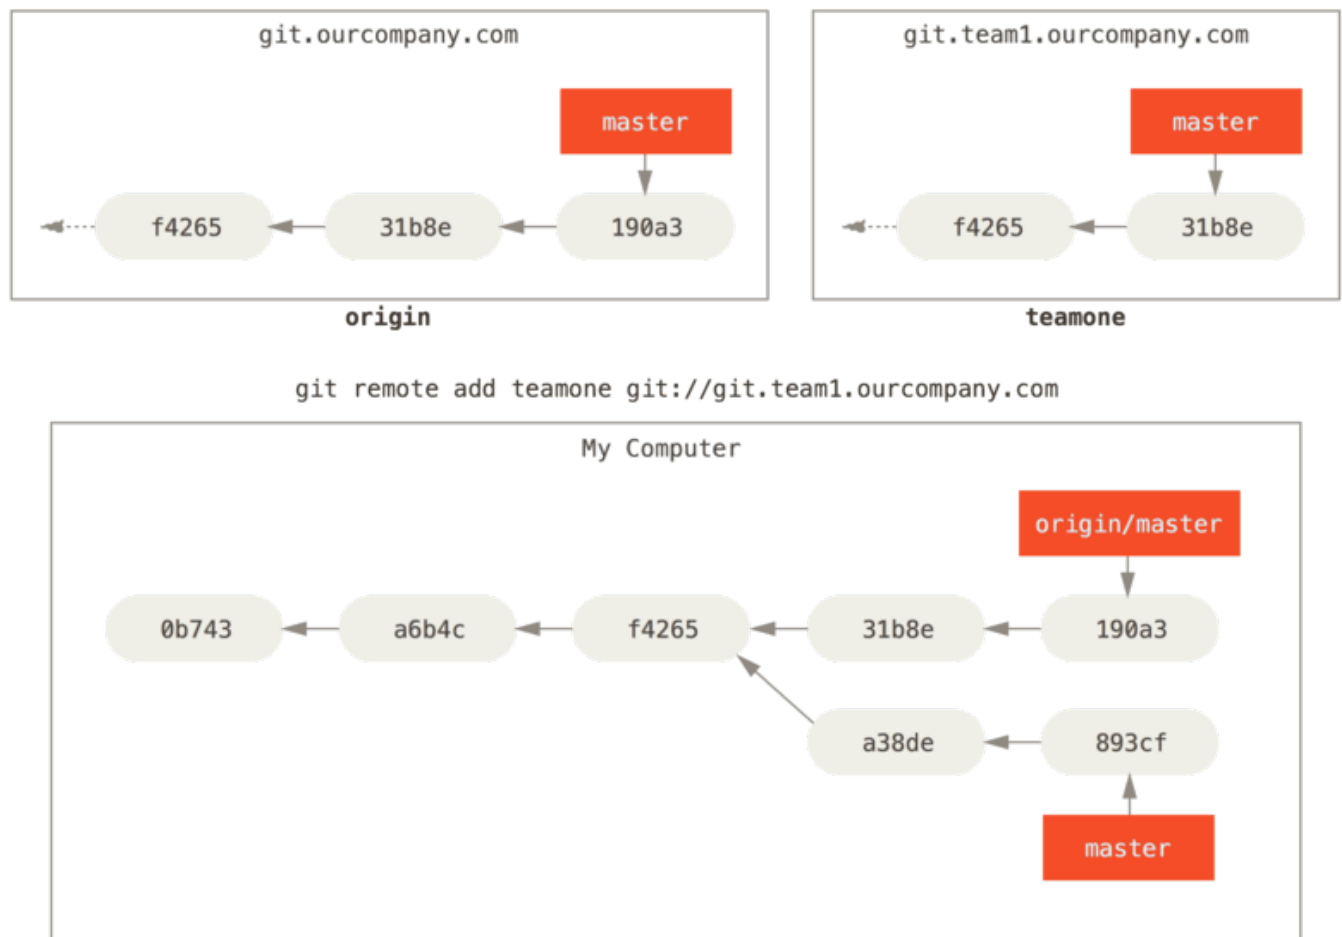 git.ourcompany.com
master
f4265
31b8e
190a3
origin
git.team1.ourcompany.com
master
f4265
31b8e
teamone
git remote add teamone git://git.team1.ourcompany.com
My Computer
origin/master
0b743
a6b4c
f4265
31b8e
190a3
a38de
893cf
master